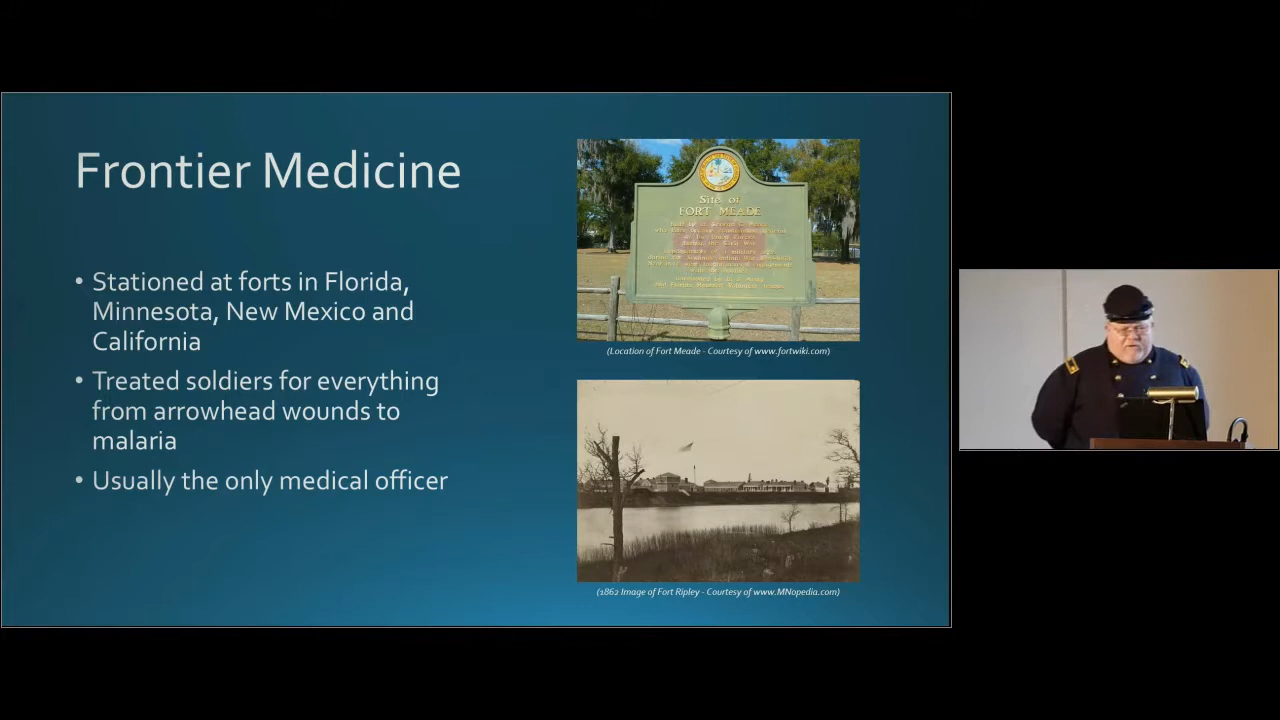 Frontier Medicine
• Stationed at forts in Florida,
Minnesota, New Mexico and
California
• Treated soldiers for everything
from arrowhead wounds to
malaria
• Usually the only medical officer
Site of
FORT MEADE
(Location of Fort Meade - Courtesy of www.fortwiki.com)
(1862 Image of Fort Ripley - Courtesy of www.MNopedia.com)